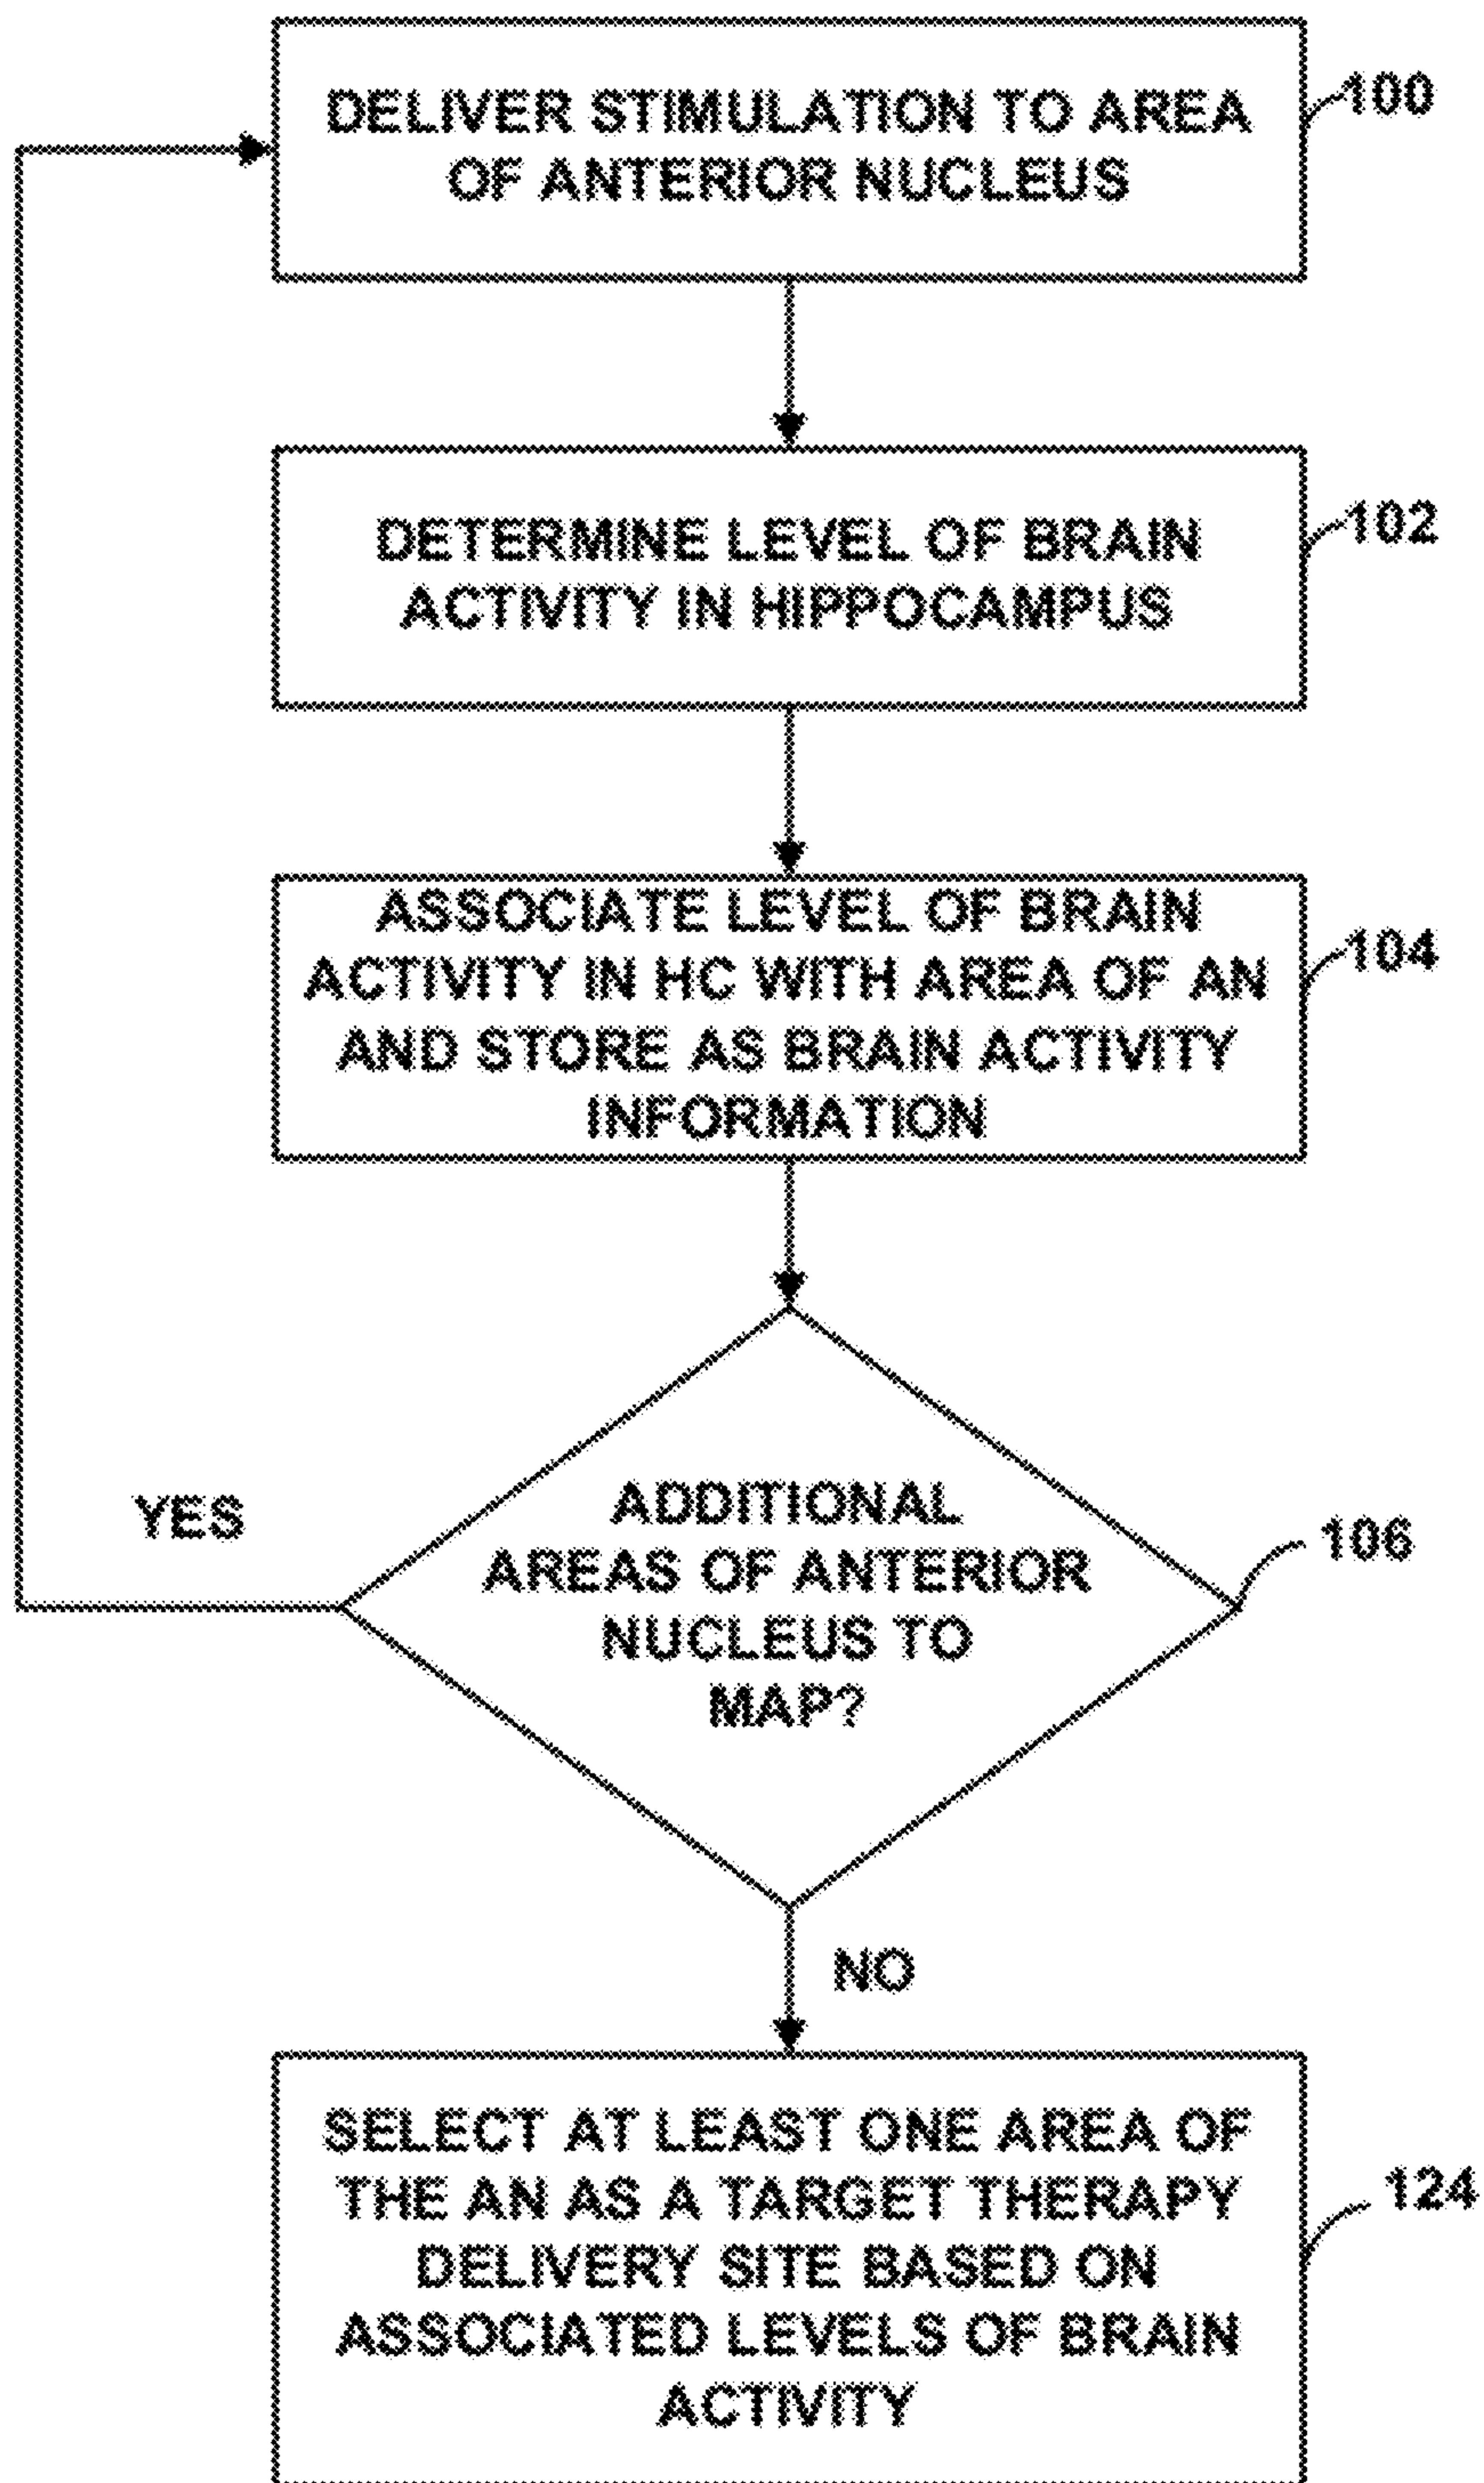 DELIVER STIMULATION TO AREA
OF ANTERIOR NUCLEUS
100
DETERMINE LEVEL OF BRAIN
ACTIVITY IN HIPPOCAMPUS
102
ASSOCIATE LEVEL OF BRAIN
ACTIVITY IN HC WITH AREA OF AN
AND STORE AS BRAIN ACTIVITY
INFORMATION
104
ADDITIONAL
AREAS OF ANTERIOR
NUCLEUS TO
MAP?
106
YES
NO
SELECT AT LEAST ONE AREA OF
THE AN AS A TARGET THERAPY
DELIVERY SITE BASED ON
ASSOCIATED LEVELS OF BRAIN
ACTIVITY
124